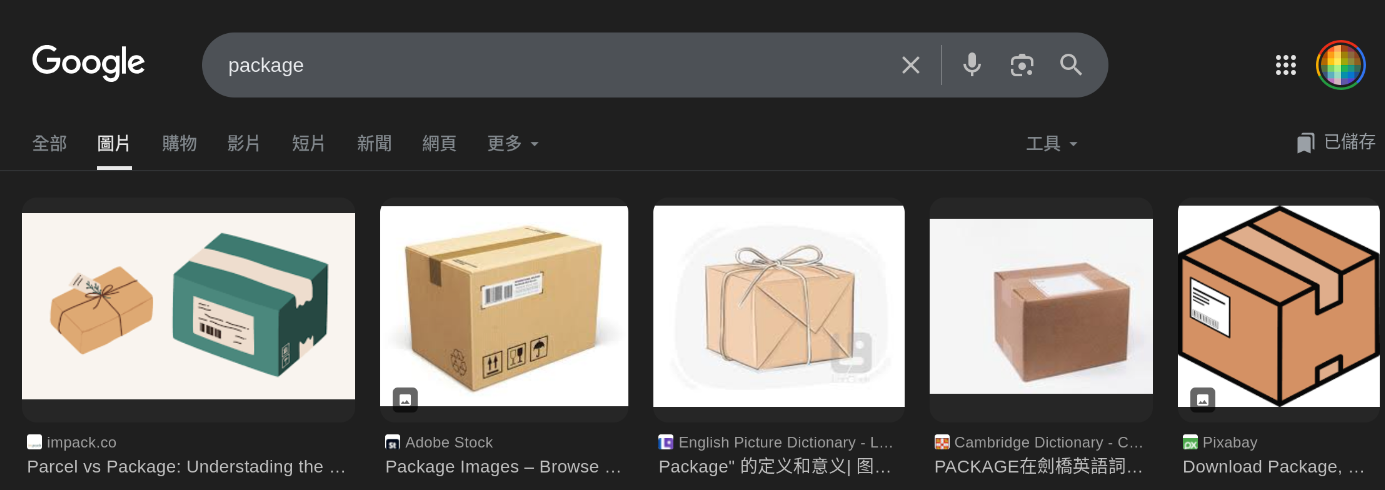 Google
package
全部
圖片
購物
影片
短片
新聞
網頁
更多
工具
已儲存
impack.co
Parcel vs Package: Understading the ...
Adobe Stock
Package Images – Browse ...
English Picture Dictionary - L...
Package" 的定义和意义| 图...
Cambridge Dictionary - C...
PACKAGE在劍橋英語詞...
Pixabay
Download Package, ...